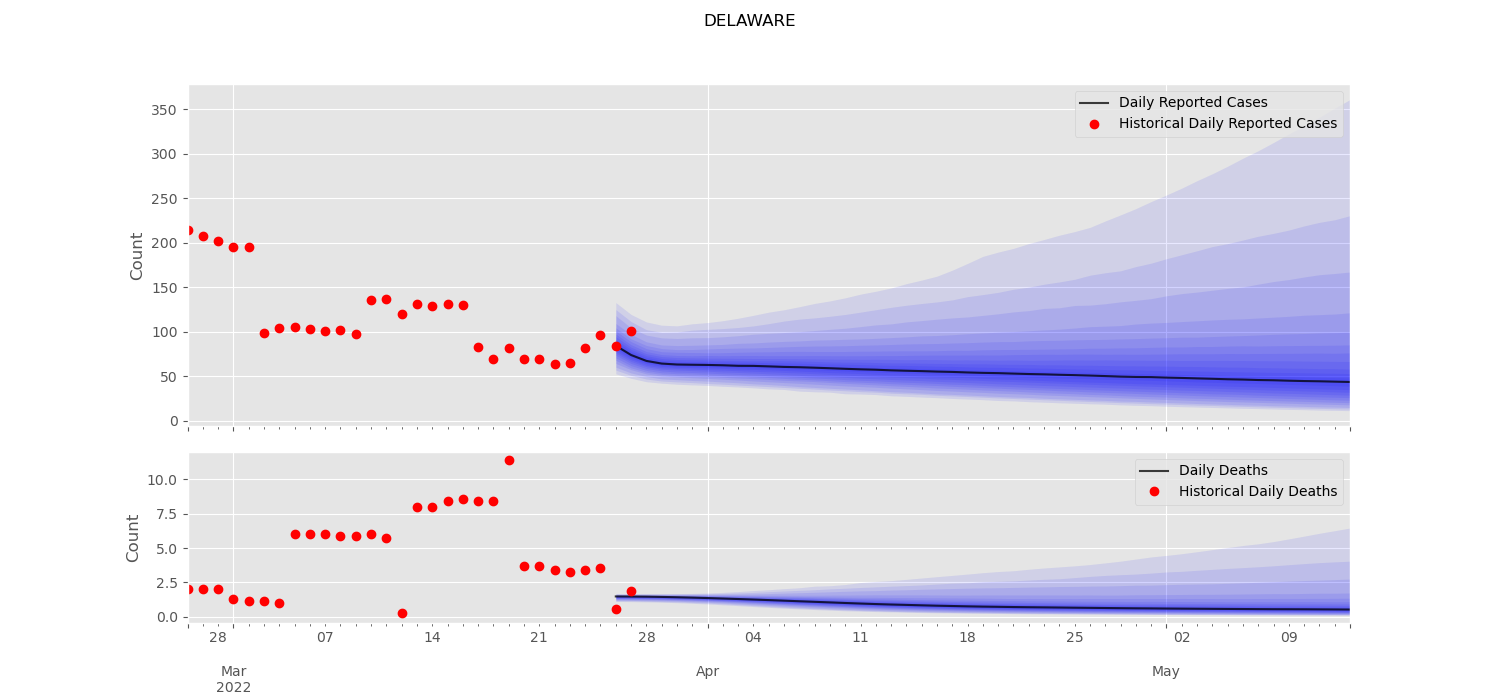 DELAWARE
350
300
250
200
150
100
50
0
Count
Daily Reported Cases
Historical Daily Reported Cases
10.0
7.5
5.0
2.5
0.0
Count
Daily Deaths
Historical Daily Deaths
28 07 14 21 28 04 11 18 25 02 09
Mar Apr May
2022